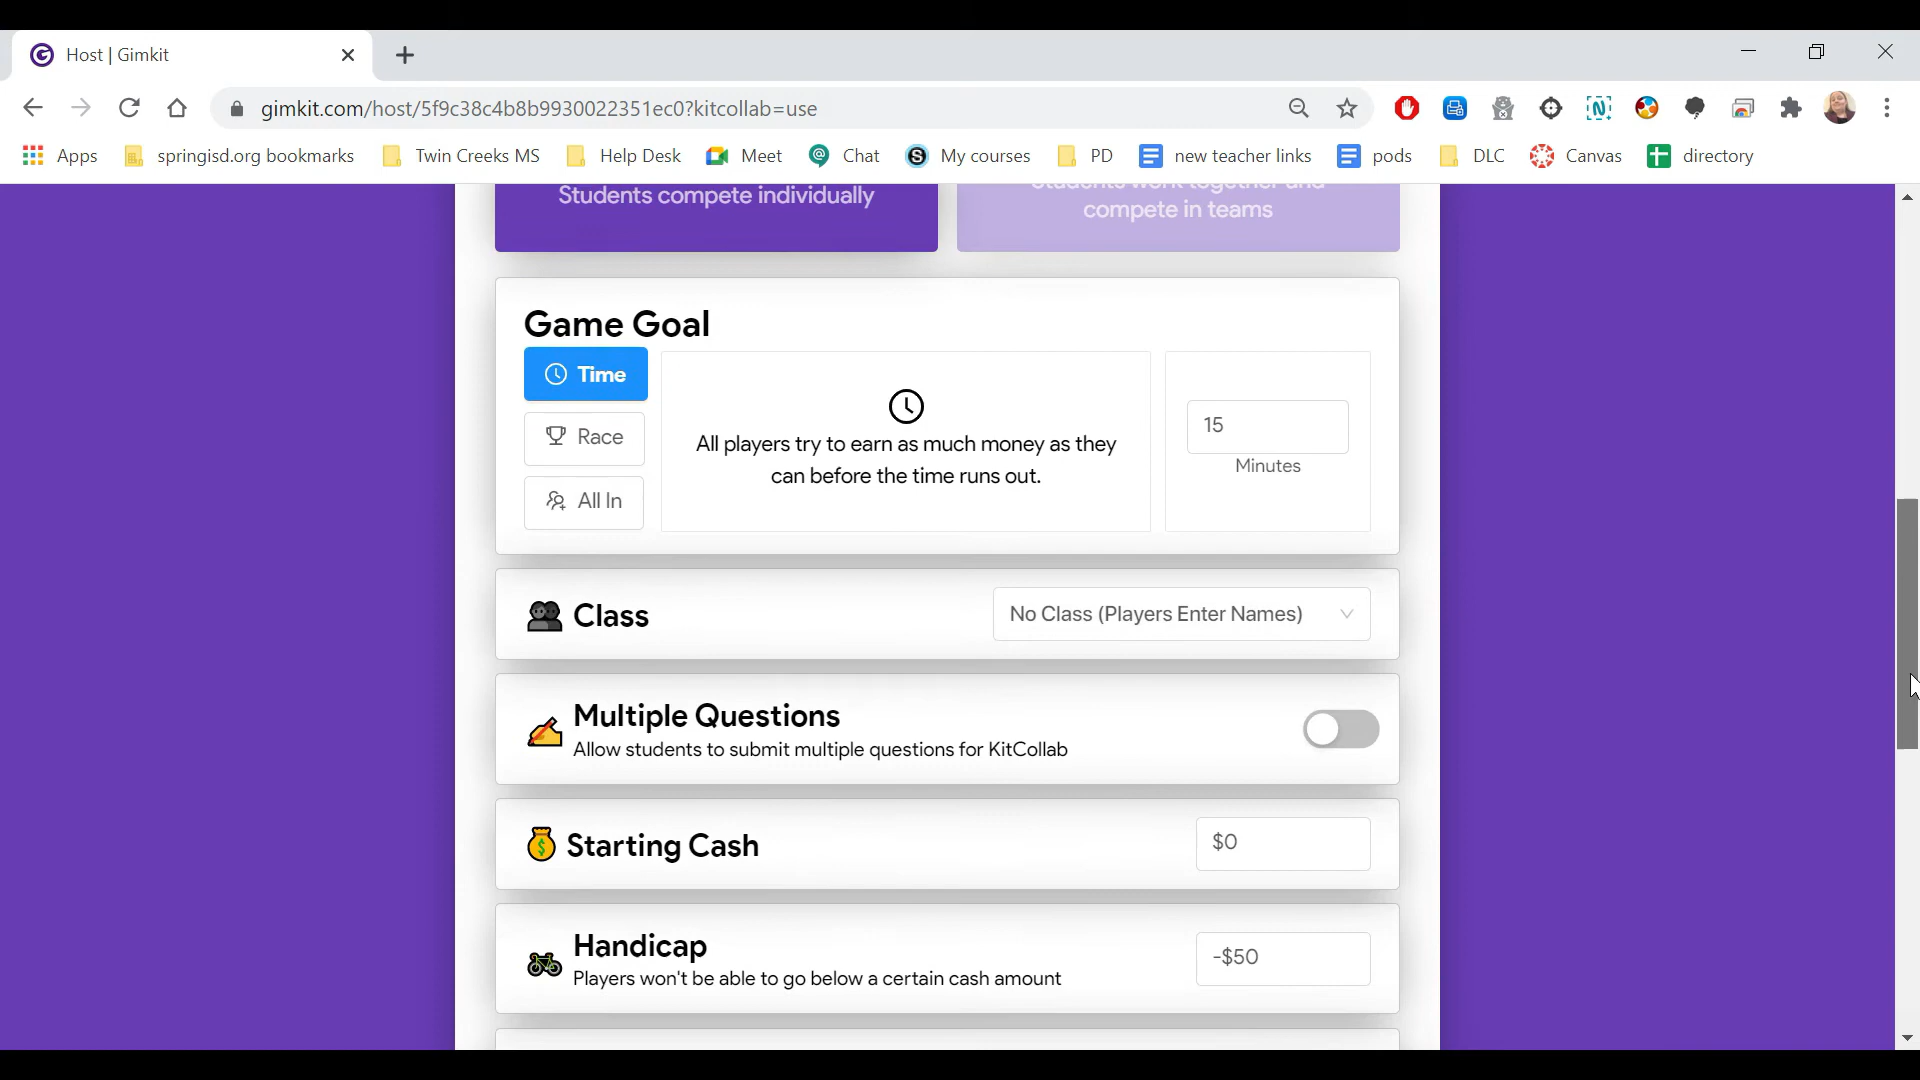 Host | Gimkit
gimkit.com/host/5f9c38c4b8b9930022351ec0?kitcollab=use
Apps springisd.org bookmarks Twin Creeks MS Help Desk Meet Chat My courses PD new teacher links pods DLC Canvas directory
Students compete individually
Students work together and
compete in teams
Game Goal
Time
Race
All In
All players try to earn as much money as they
can before the time runs out.
15
Minutes
Class
No Class (Players Enter Names)
Multiple Questions
Allow students to submit multiple questions for KitCollab
Starting Cash
$0
Handicap
Players won't be able to go below a certain cash amount
-$50